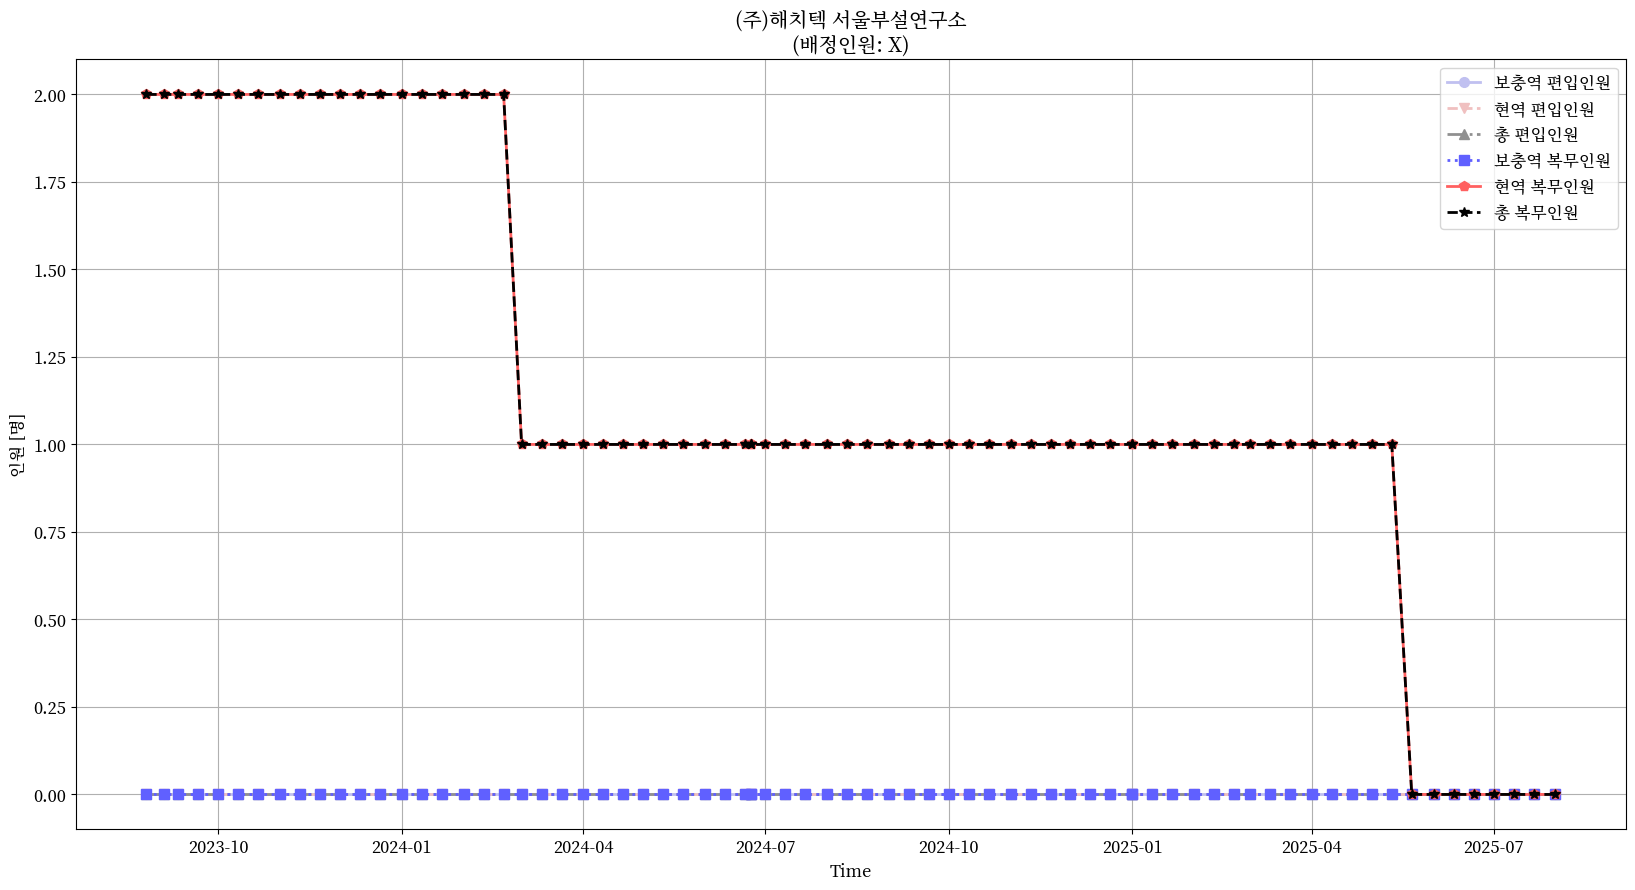 (주)해치텍 서울부설연구소
(배정인원: X)
보충역 편입인원
현역 편입인원
총 편입인원
보충역 복무인원
현역 복무인원
총 복무인원
2.00
1.75
1.50
1.25
1.00
0.75
0.50
0.25
0.00
인원 [명]
2023-10
2024-01
2024-04
2024-07
2024-10
2025-01
2025-04
2025-07
Time